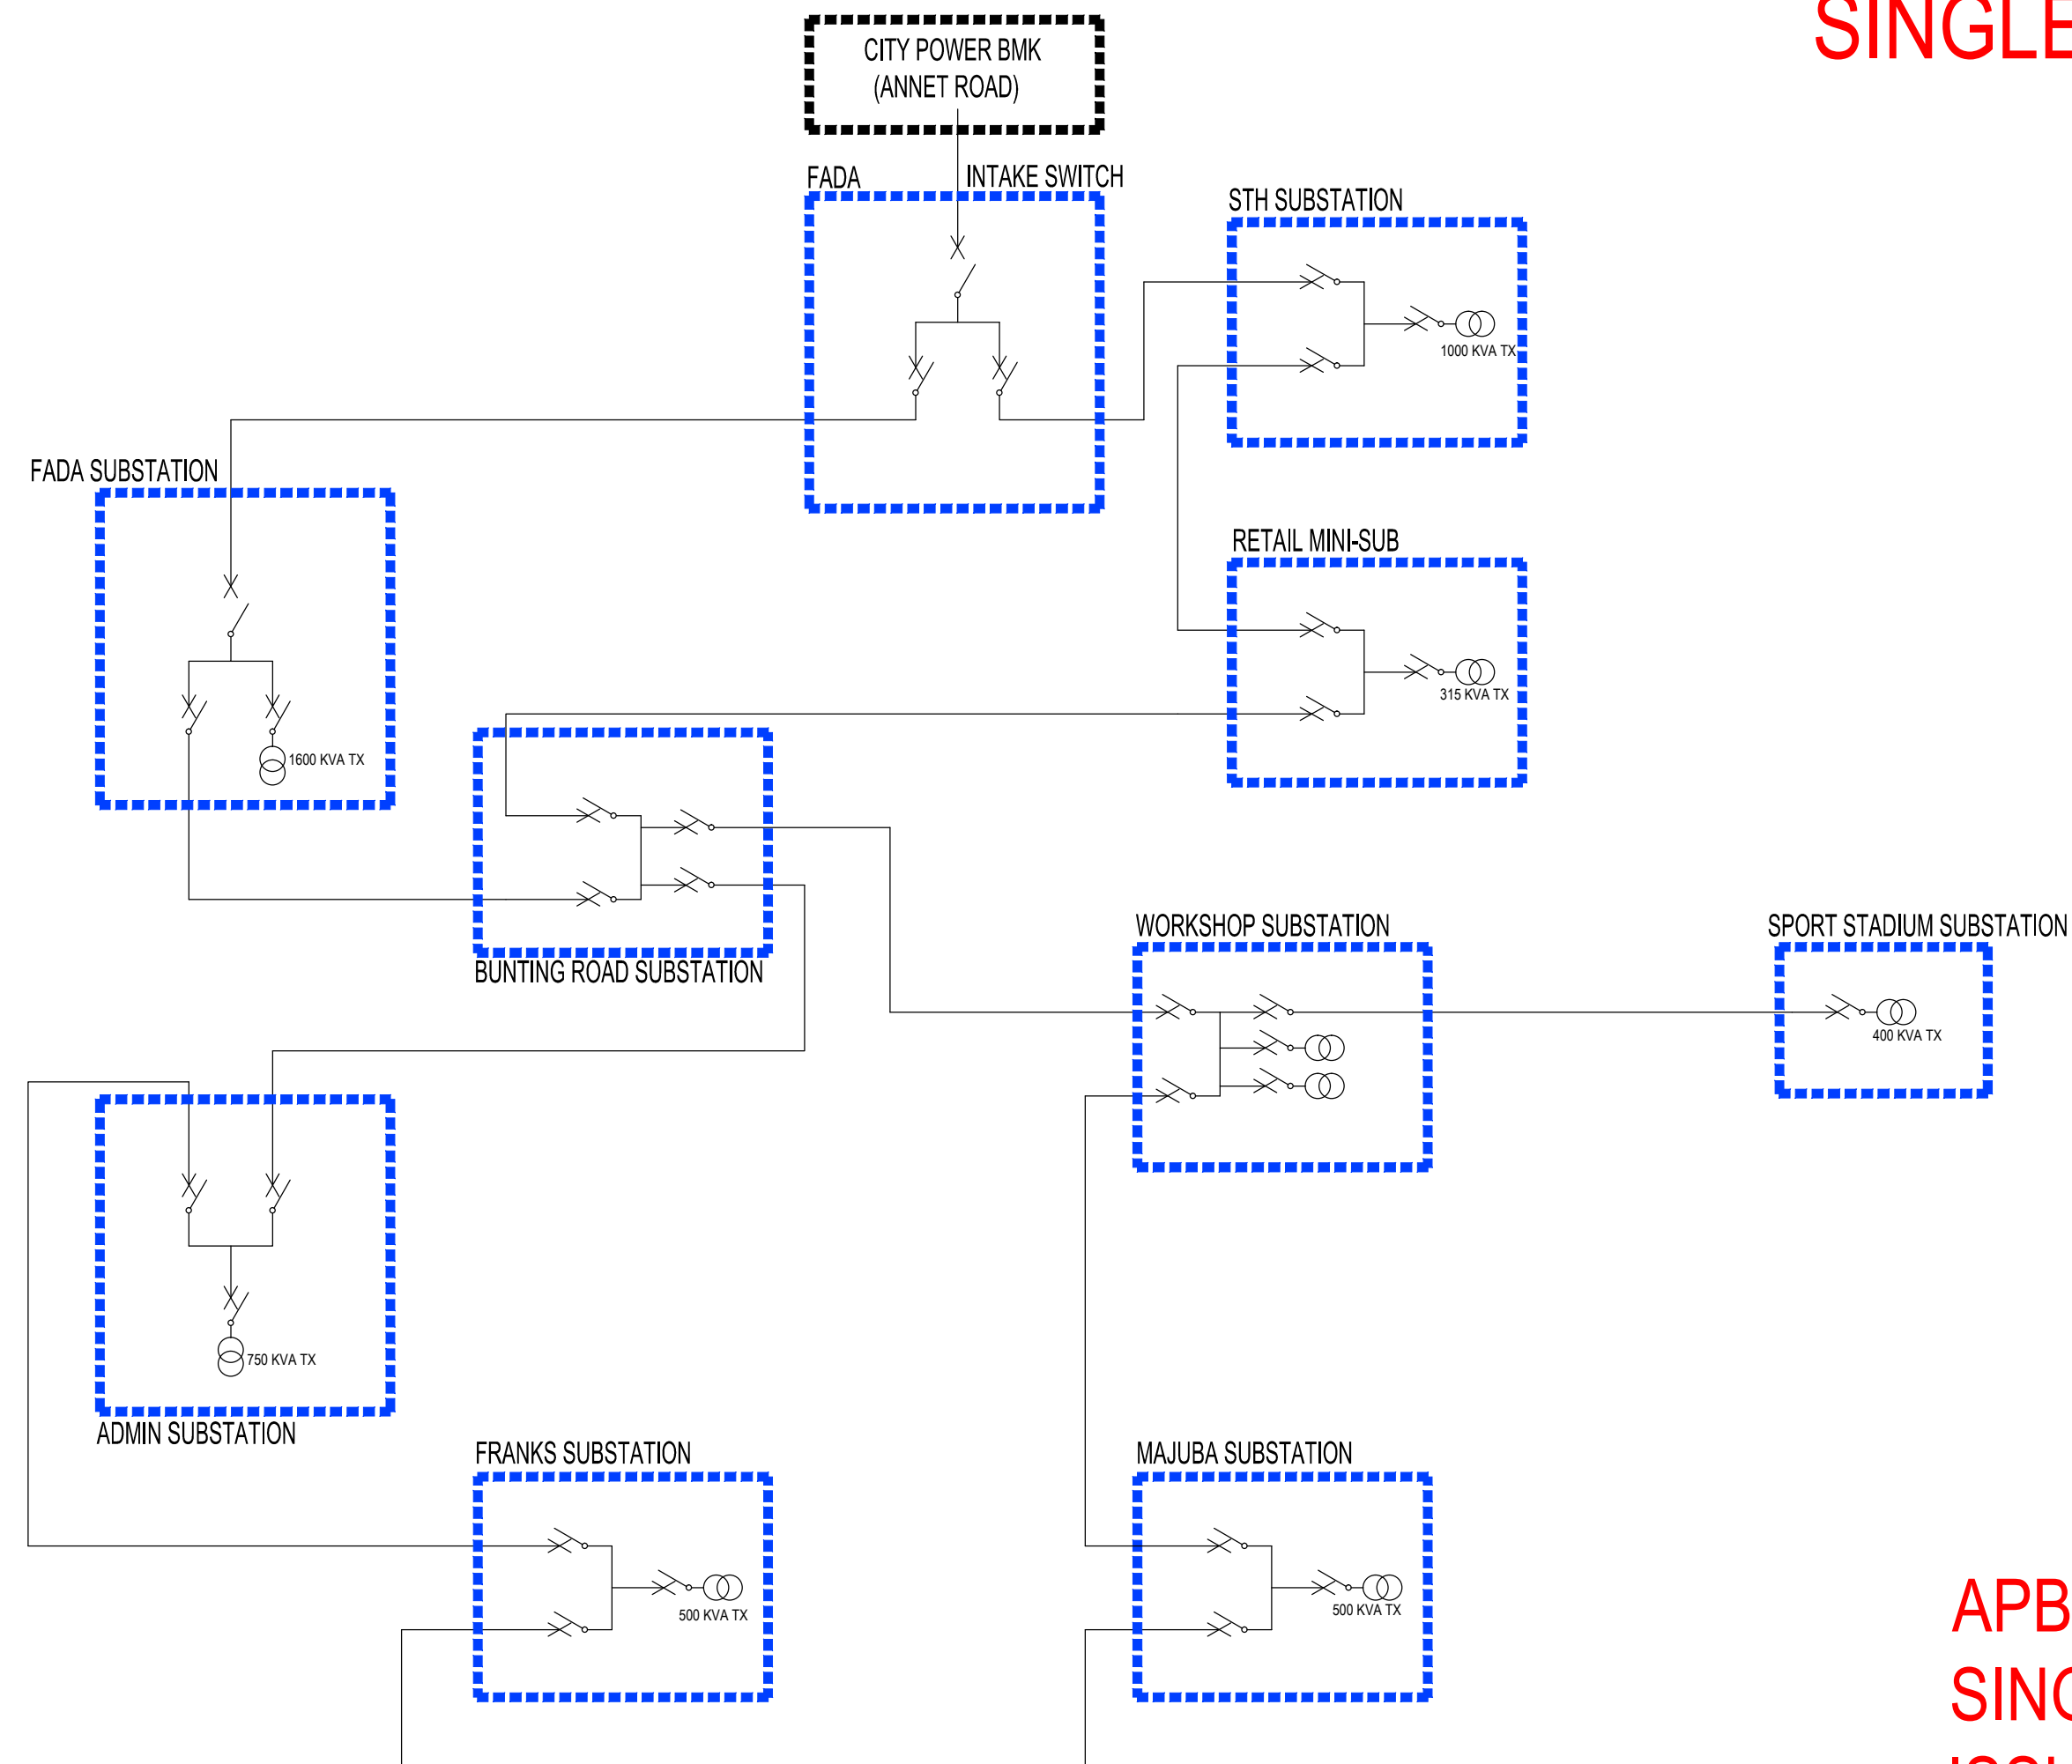 SINGLE
CITY POWER BMK
(ANNET ROAD)
FADA
INTAKE SWITCH
STH SUBSTATION
1000 KVA TX
FADA SUBSTATION
RETAIL MINI-SUB
315 KVA TX
1600 KVA TX
BUNTING ROAD SUBSTATION
WORKSHOP SUBSTATION
SPORT STADIUM SUBSTATION
400 KVA TX
750 KVA TX
ADMIN SUBSTATION
FRANKS SUBSTATION
MAJUBA SUBSTATION
500 KVA TX
500 KVA TX
APB